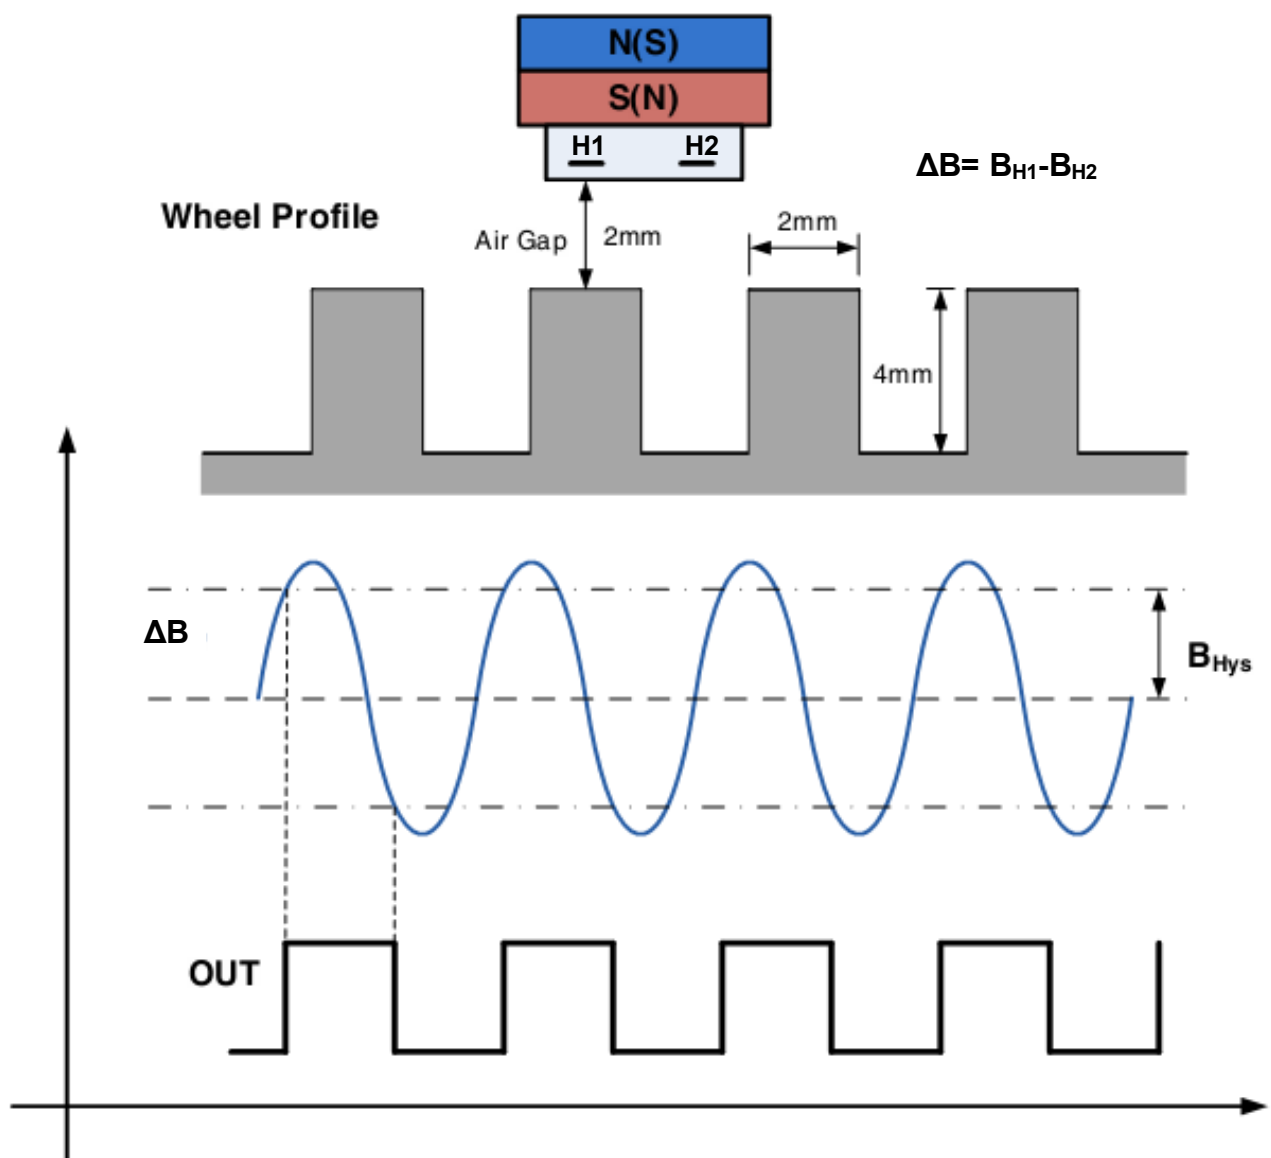 N(S)
S(N)
H1 H2
ΔB= BH1-BH2
Wheel Profile
2mm
Air Gap 2mm
4mm
ΔB
BHys
OUT